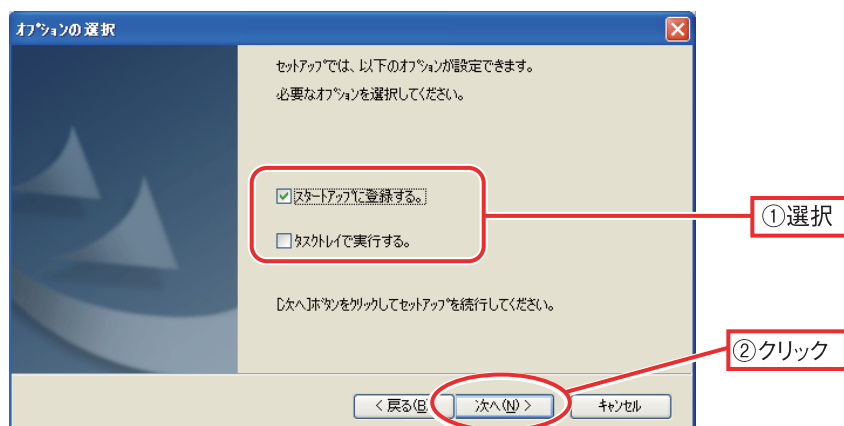 オプションの選択
セットアップでは、以下のオプションが設定できます。
必要なオプションを選択してください。
スタートアップに登録する。
タスクトレイで実行する。
①選択
[次へ]ボタンをクリックしてセットアップを続行してください。
②クリック
< 戻る(B)
次へ(N) >
キャンセル